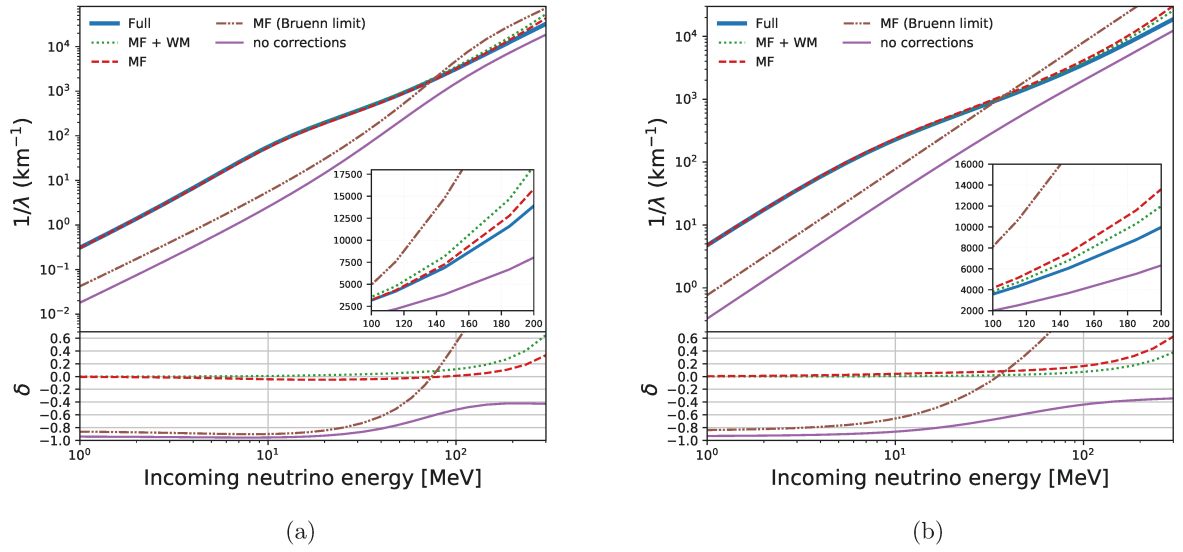 Full
MF + WM
MF
MF (Bruenn limit)
no corrections
1/λ (km⁻¹)
10⁴
10³
10²
10¹
10⁰
10⁻¹
10⁻²
17500
15000
12500
10000
7500
5000
2500
100 120 140 160 180 200
δ
0.6
0.4
0.2
0.0
−0.2
−0.4
−0.6
−0.8
−1.0
10⁰ 10¹ 10²
Incoming neutrino energy [MeV]
(a)
Full
MF + WM
MF
MF (Bruenn limit)
no corrections
1/λ (km⁻¹)
10⁴
10³
10²
10¹
10⁰
16000
14000
12000
10000
8000
6000
4000
2000
100 120 140 160 180 200
δ
0.6
0.4
0.2
0.0
−0.2
−0.4
−0.6
−0.8
−1.0
10⁰ 10¹ 10²
Incoming neutrino energy [MeV]
(b)